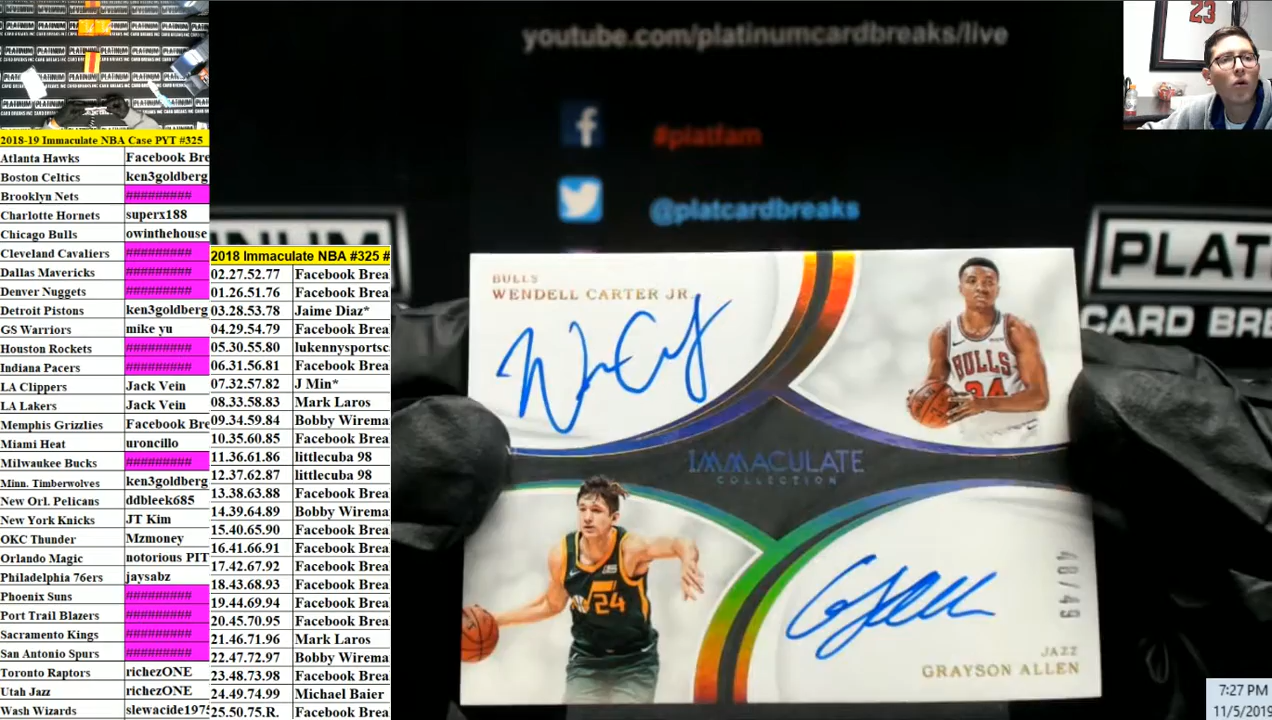 youtube.com/platinumcardbreaks/live
#platfam
@platcardbreaks
23
2018-19 Immaculate NBA Case PYT #325
Atlanta Hawks Facebook Bre
Boston Celtics ken3goldberg
Brooklyn Nets #########
Charlotte Hornets superx188
Chicago Bulls owinthehouse
Cleveland Cavaliers #########
Dallas Mavericks #########
Denver Nuggets #########
Detroit Pistons ken3goldberg
GS Warriors mike yu
Houston Rockets #########
Indiana Pacers #########
LA Clippers Jack Vein
LA Lakers Jack Vein
Memphis Grizzlies Facebook Bre
Miami Heat uroncillo
Milwaukee Bucks #########
Minn. Timberwolves ken3goldberg
New Orl. Pelicans ddbleek685
New York Knicks JT Kim
OKC Thunder Mzmoney
Orlando Magic notorious PIT
Philadelphia 76ers jaysabz
Phoenix Suns #########
Port Trail Blazers #########
Sacramento Kings #########
San Antonio Spurs #########
Toronto Raptors richezONE
Utah Jazz richezONE
Wash Wizards slewacide1975
2018 Immaculate NBA #325 #
02.27.52.77 Facebook Brea
01.26.51.76 Facebook Brea
03.28.53.78 Jaime Diaz*
04.29.54.79 Facebook Brea
05.30.55.80 lukennysportsc
06.31.56.81 Facebook Brea
07.32.57.82 J Min*
08.33.58.83 Mark Laros
09.34.59.84 Bobby Wirema
10.35.60.85 Facebook Brea
11.36.61.86 littlecuba 98
12.37.62.87 littlecuba 98
13.38.63.88 Facebook Brea
14.39.64.89 Bobby Wirema
15.40.65.90 Facebook Brea
16.41.66.91 Facebook Brea
17.42.67.92 Facebook Brea
18.43.68.93 Facebook Brea
19.44.69.94 Facebook Brea
20.45.70.95 Facebook Brea
21.46.71.96 Mark Laros
22.47.72.97 Bobby Wirema
23.48.73.98 Facebook Brea
24.49.74.99 Michael Baier
25.50.75.R. Facebook Brea
INUM
PLAT
CARD BRE
BULLS
WENDELL CARTER JR.
BULLS
34
IMMACULATE
COLLECTION
24
48/49
JAZZ
GRAYSON ALLEN
7:27 PM
11/5/2019